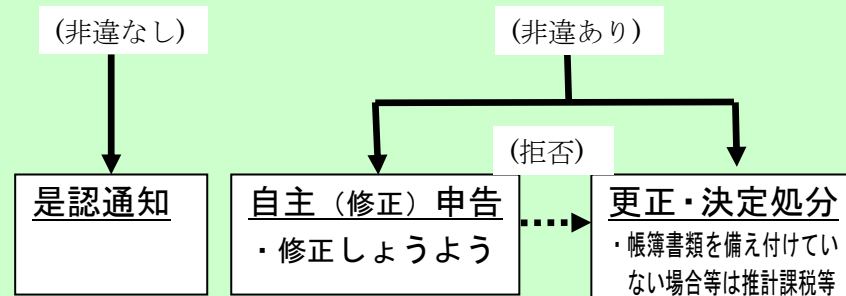 (非違なし)
(非違あり)
(拒否)
是認通知
自主（修正）申告
・修正しょうよう
更正・決定処分
・帳簿書類を備え付けてい
ない場合等は推計課税等